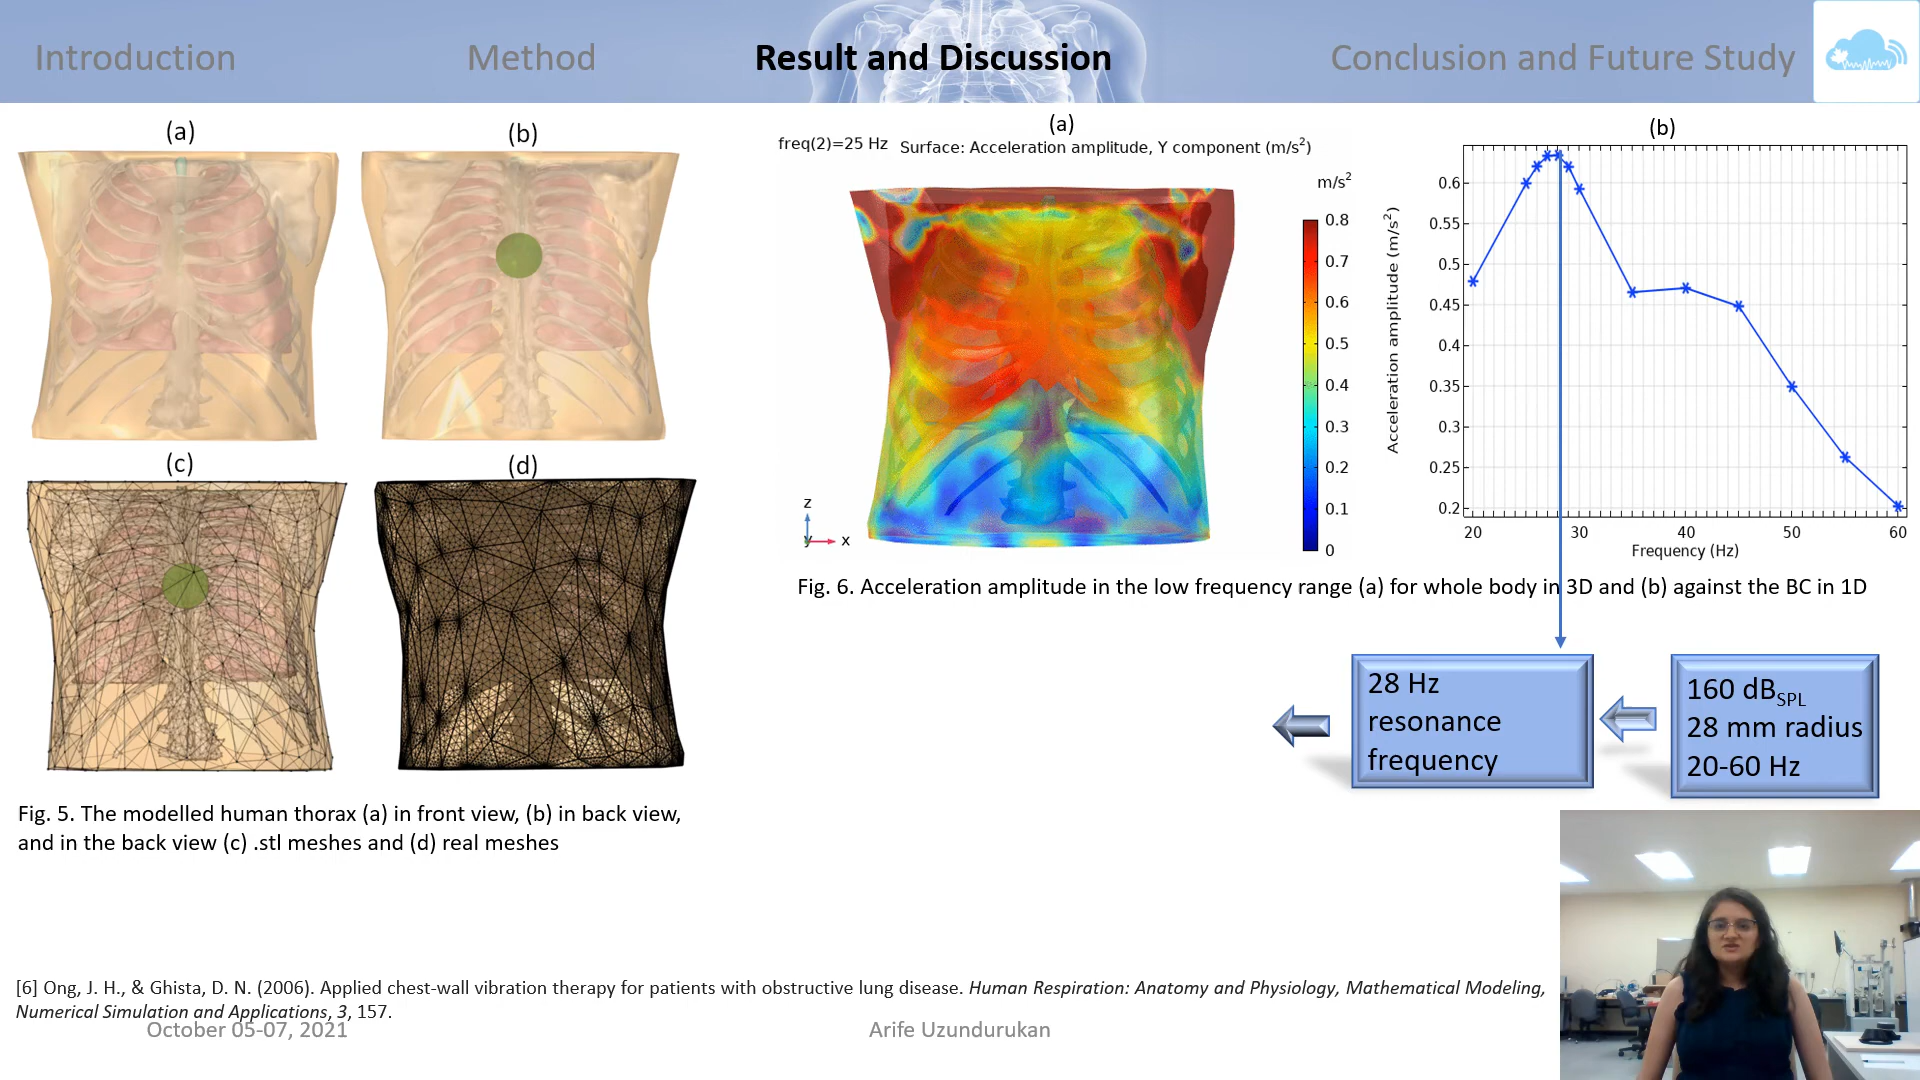 Introduction
Method
Result and Discussion
Conclusion and Future Study
(a)
(b)
(c)
(d)
Fig. 5. The modelled human thorax (a) in front view, (b) in back view,
and in the back view (c) .stl meshes and (d) real meshes
(a)
freq(2)=25 Hz Surface: Acceleration amplitude, Y component (m/s²)
m/s²
0.8
0.7
0.6
0.5
0.4
0.3
0.2
0.1
0
z
y
x
(b)
Acceleration amplitude (m/s²)
0.6
0.55
0.5
0.45
0.4
0.35
0.3
0.25
0.2
20 30 40 50 60
Frequency (Hz)
Fig. 6. Acceleration amplitude in the low frequency range (a) for whole body in 3D and (b) against the BC in 1D
28 Hz
resonance
frequency
160 dBSPL
28 mm radius
20-60 Hz
[6] Ong, J. H., & Ghista, D. N. (2006). Applied chest-wall vibration therapy for patients with obstructive lung disease. Human Respiration: Anatomy and Physiology, Mathematical Modeling,
Numerical Simulation and Applications, 3, 157.
October 05-07, 2021
Arife Uzundurukan